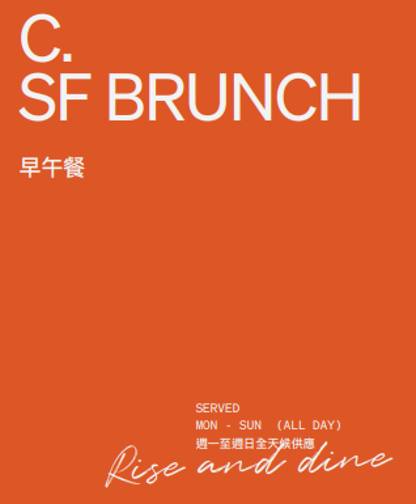 C.
SF BRUNCH
早午餐
SERVED
MON - SUN (ALL DAY)
週一至週日全天候供應
Rise and dine